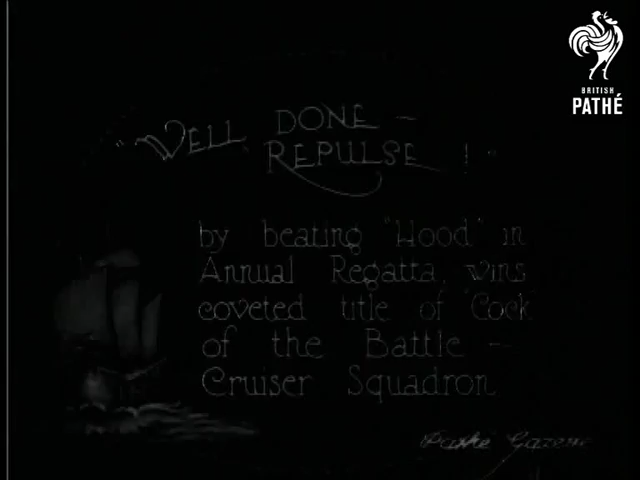 BRITISH
PATHÉ
"WELL DONE -
REPULSE ! "
by beating "Hood" in
Annual Regatta, wins
coveted title of "Cock
of the Battle -
Cruiser Squadron
Pathé Gazette